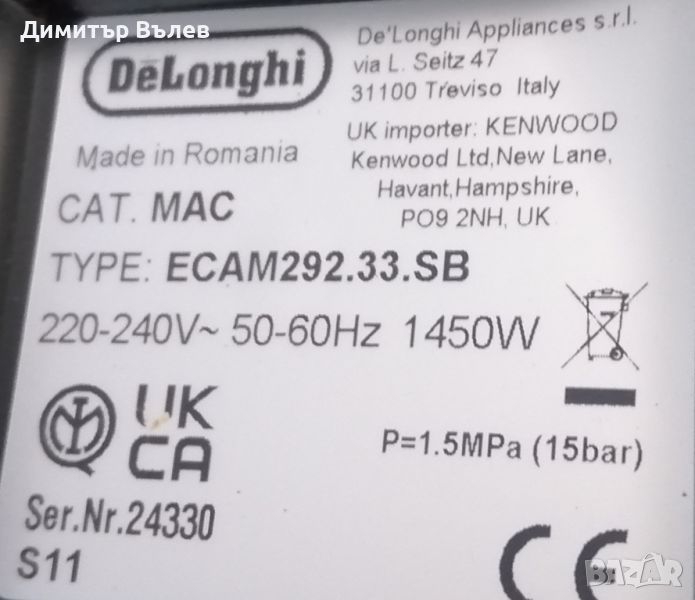 Димитър Вълев
DeLonghi
De'Longhi Appliances s.r.l.
via L. Seitz 47
31100 Treviso Italy
UK importer: KENWOOD
Kenwood Ltd,New Lane,
Havant,Hampshire,
PO9 2NH, UK
Made in Romania
CAT. MAC
TYPE: ECAM292.33.SB
220-240V~ 50-60Hz 1450W
UK
CA
P=1.5MPa (15bar)
Ser.Nr.24330
S11
CE
Bazar